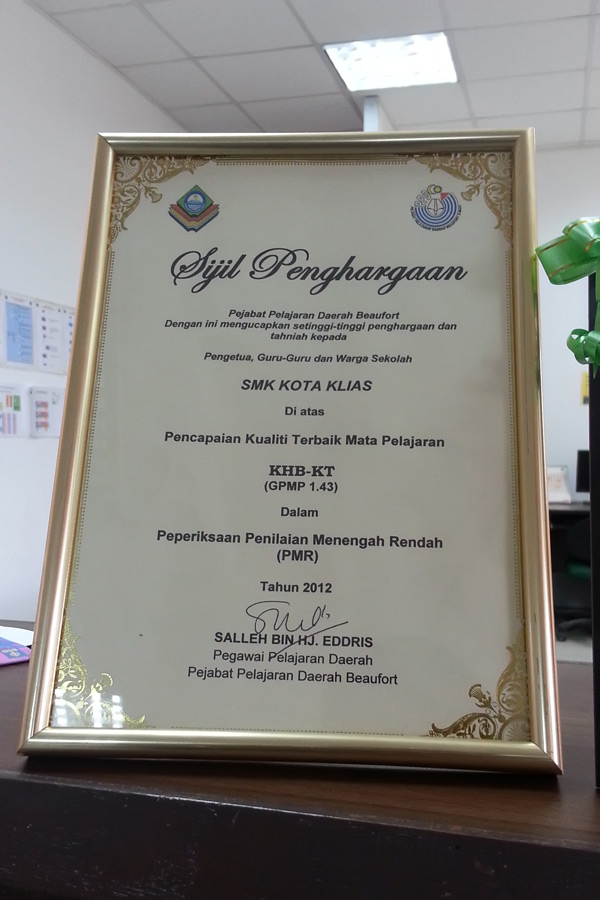 Sijil Penghargaan
Pejabat Pelajaran Daerah Beaufort
Dengan ini mengucapkan setinggi-tinggi penghargaan dan
tahniah kepada
Pengetua, Guru-Guru dan Warga Sekolah
SMK KOTA KLIAS
Di atas
Pencapaian Kualiti Terbaik Mata Pelajaran
KHB-KT
(GPMP 1.43)
Dalam
Peperiksaan Penilaian Menengah Rendah
(PMR)
Tahun 2012
SALLEH BIN HJ. EDDRIS
Pegawai Pelajaran Daerah
Pejabat Pelajaran Daerah Beaufort